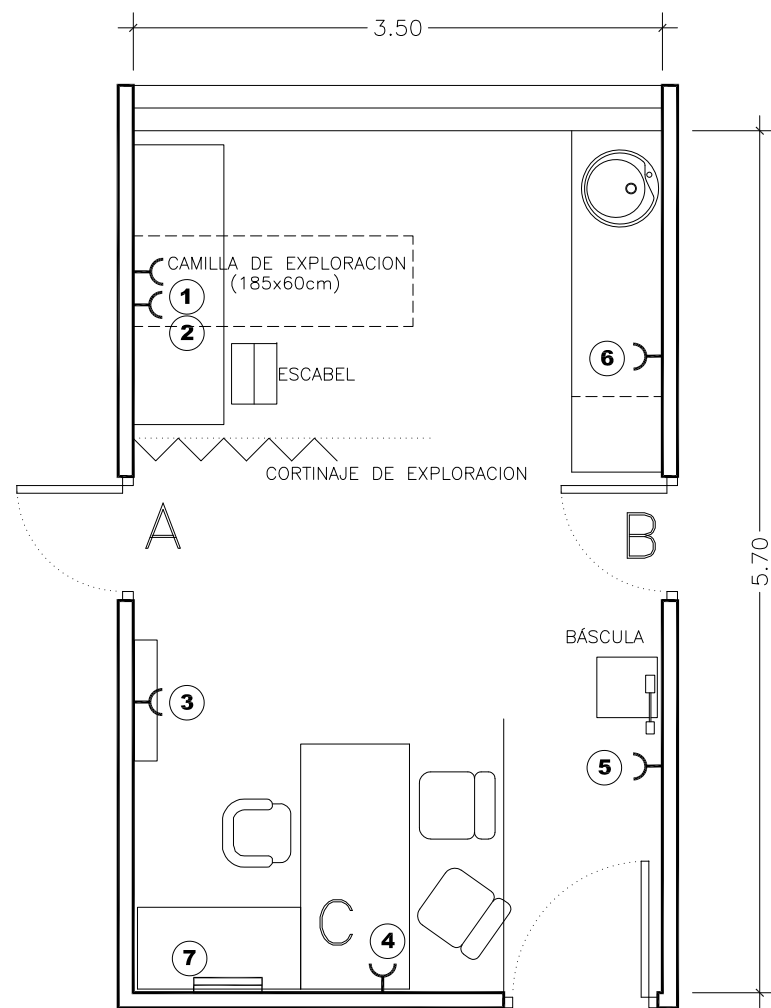 3.50
CAMILLA DE EXPLORACION
(185x60cm)
1
2
6
ESCABEL
CORTINAJE DE EXPLORACION
A
B
5.70
BÁSCULA
3
5
C
4
7